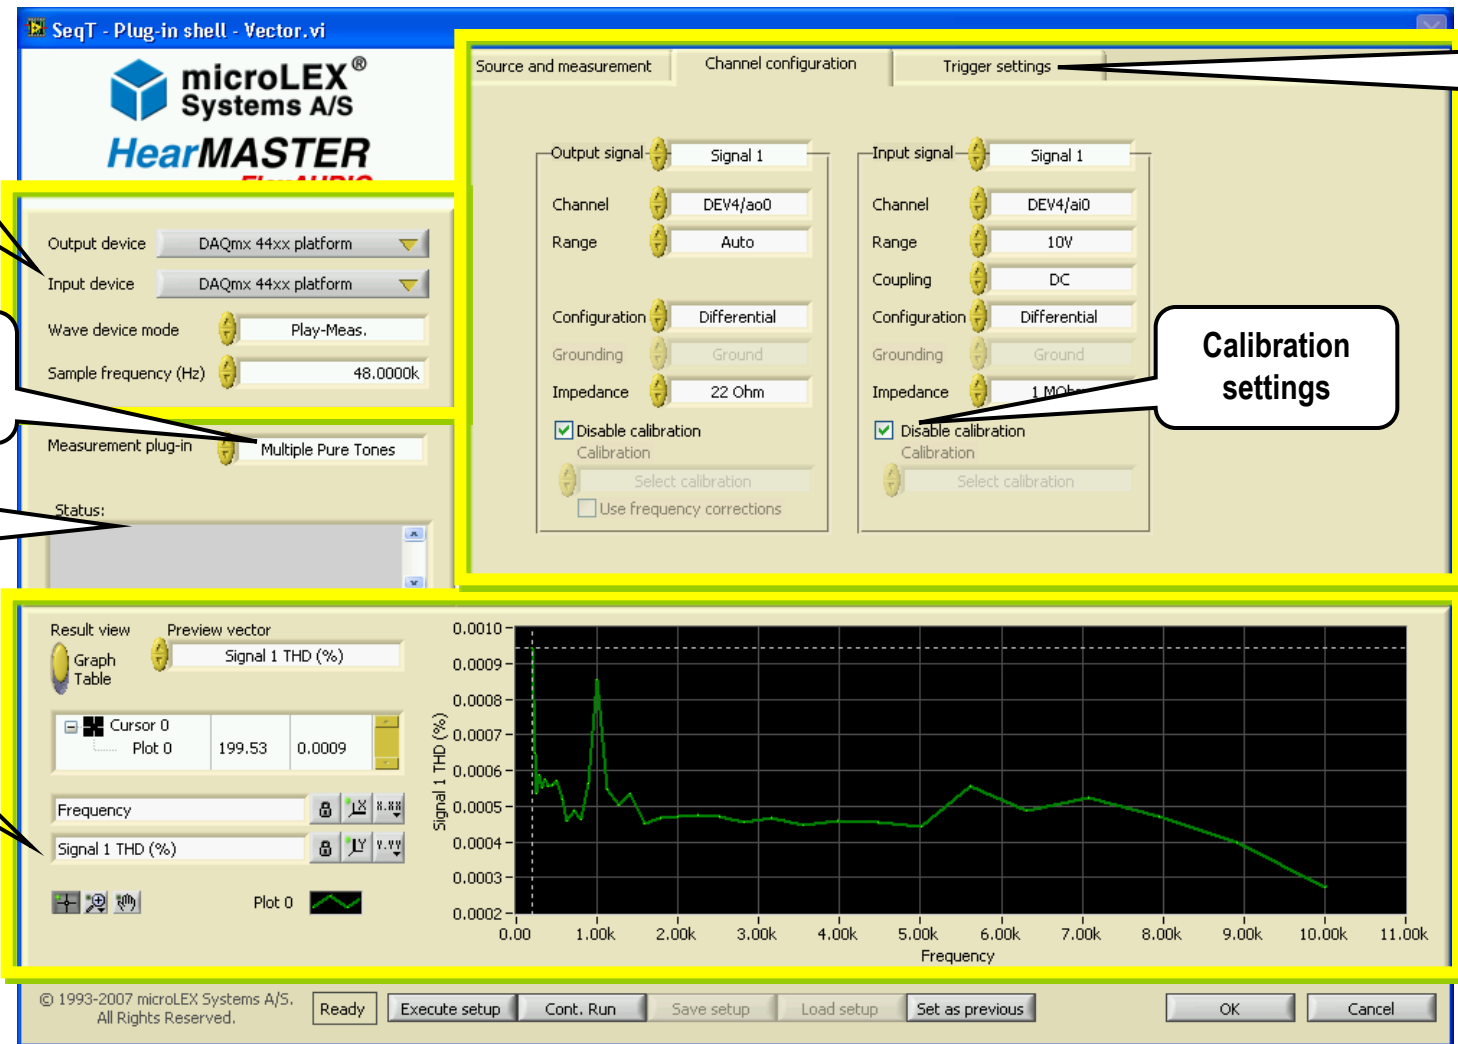 SeqT - Plug-in shell - Vector.vi
microLEX®
Systems A/S
HearMASTER
FlexAUDIO
Output device DAQmx 44xx platform
Input device DAQmx 44xx platform
Wave device mode Play-Meas.
Sample frequency (Hz) 48.0000k
Measurement plug-in Multiple Pure Tones
Status:
Source and measurement Channel configuration Trigger settings
Output signal Signal 1
Channel DEV4/ao0
Range Auto
Configuration Differential
Grounding Ground
Impedance 22 Ohm
Disable calibration
Calibration
Select calibration
Use frequency corrections
Input signal Signal 1
Channel DEV4/ai0
Range 10V
Coupling DC
Configuration Differential
Grounding Ground
Impedance 1 MOhm
Disable calibration
Calibration
Select calibration
Calibration
settings
Result view Preview vector
Graph Signal 1 THD (%)
Table
Cursor 0
Plot 0 199.53 0.0009
Frequency
Signal 1 THD (%)
Plot 0
Signal 1 THD (%)
0.0010
0.0009
0.0008
0.0007
0.0006
0.0005
0.0004
0.0003
0.0002
0.00 1.00k 2.00k 3.00k 4.00k 5.00k 6.00k 7.00k 8.00k 9.00k 10.00k 11.00k
Frequency
© 1993-2007 microLEX Systems A/S.
All Rights Reserved.
Ready Execute setup Cont. Run Save setup Load setup Set as previous OK Cancel